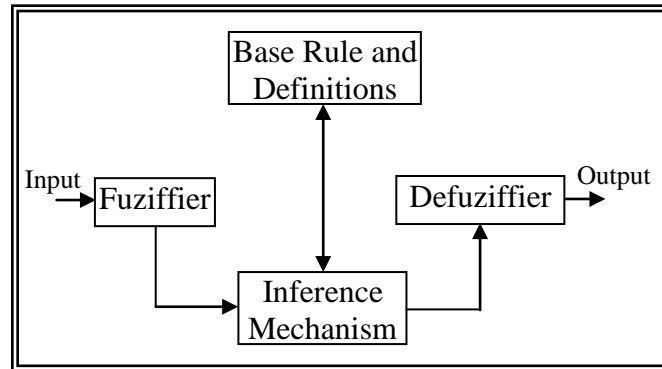 Base Rule and
Definitions
Input
Fuziffier
Defuziffier
Output
Inference
Mechanism